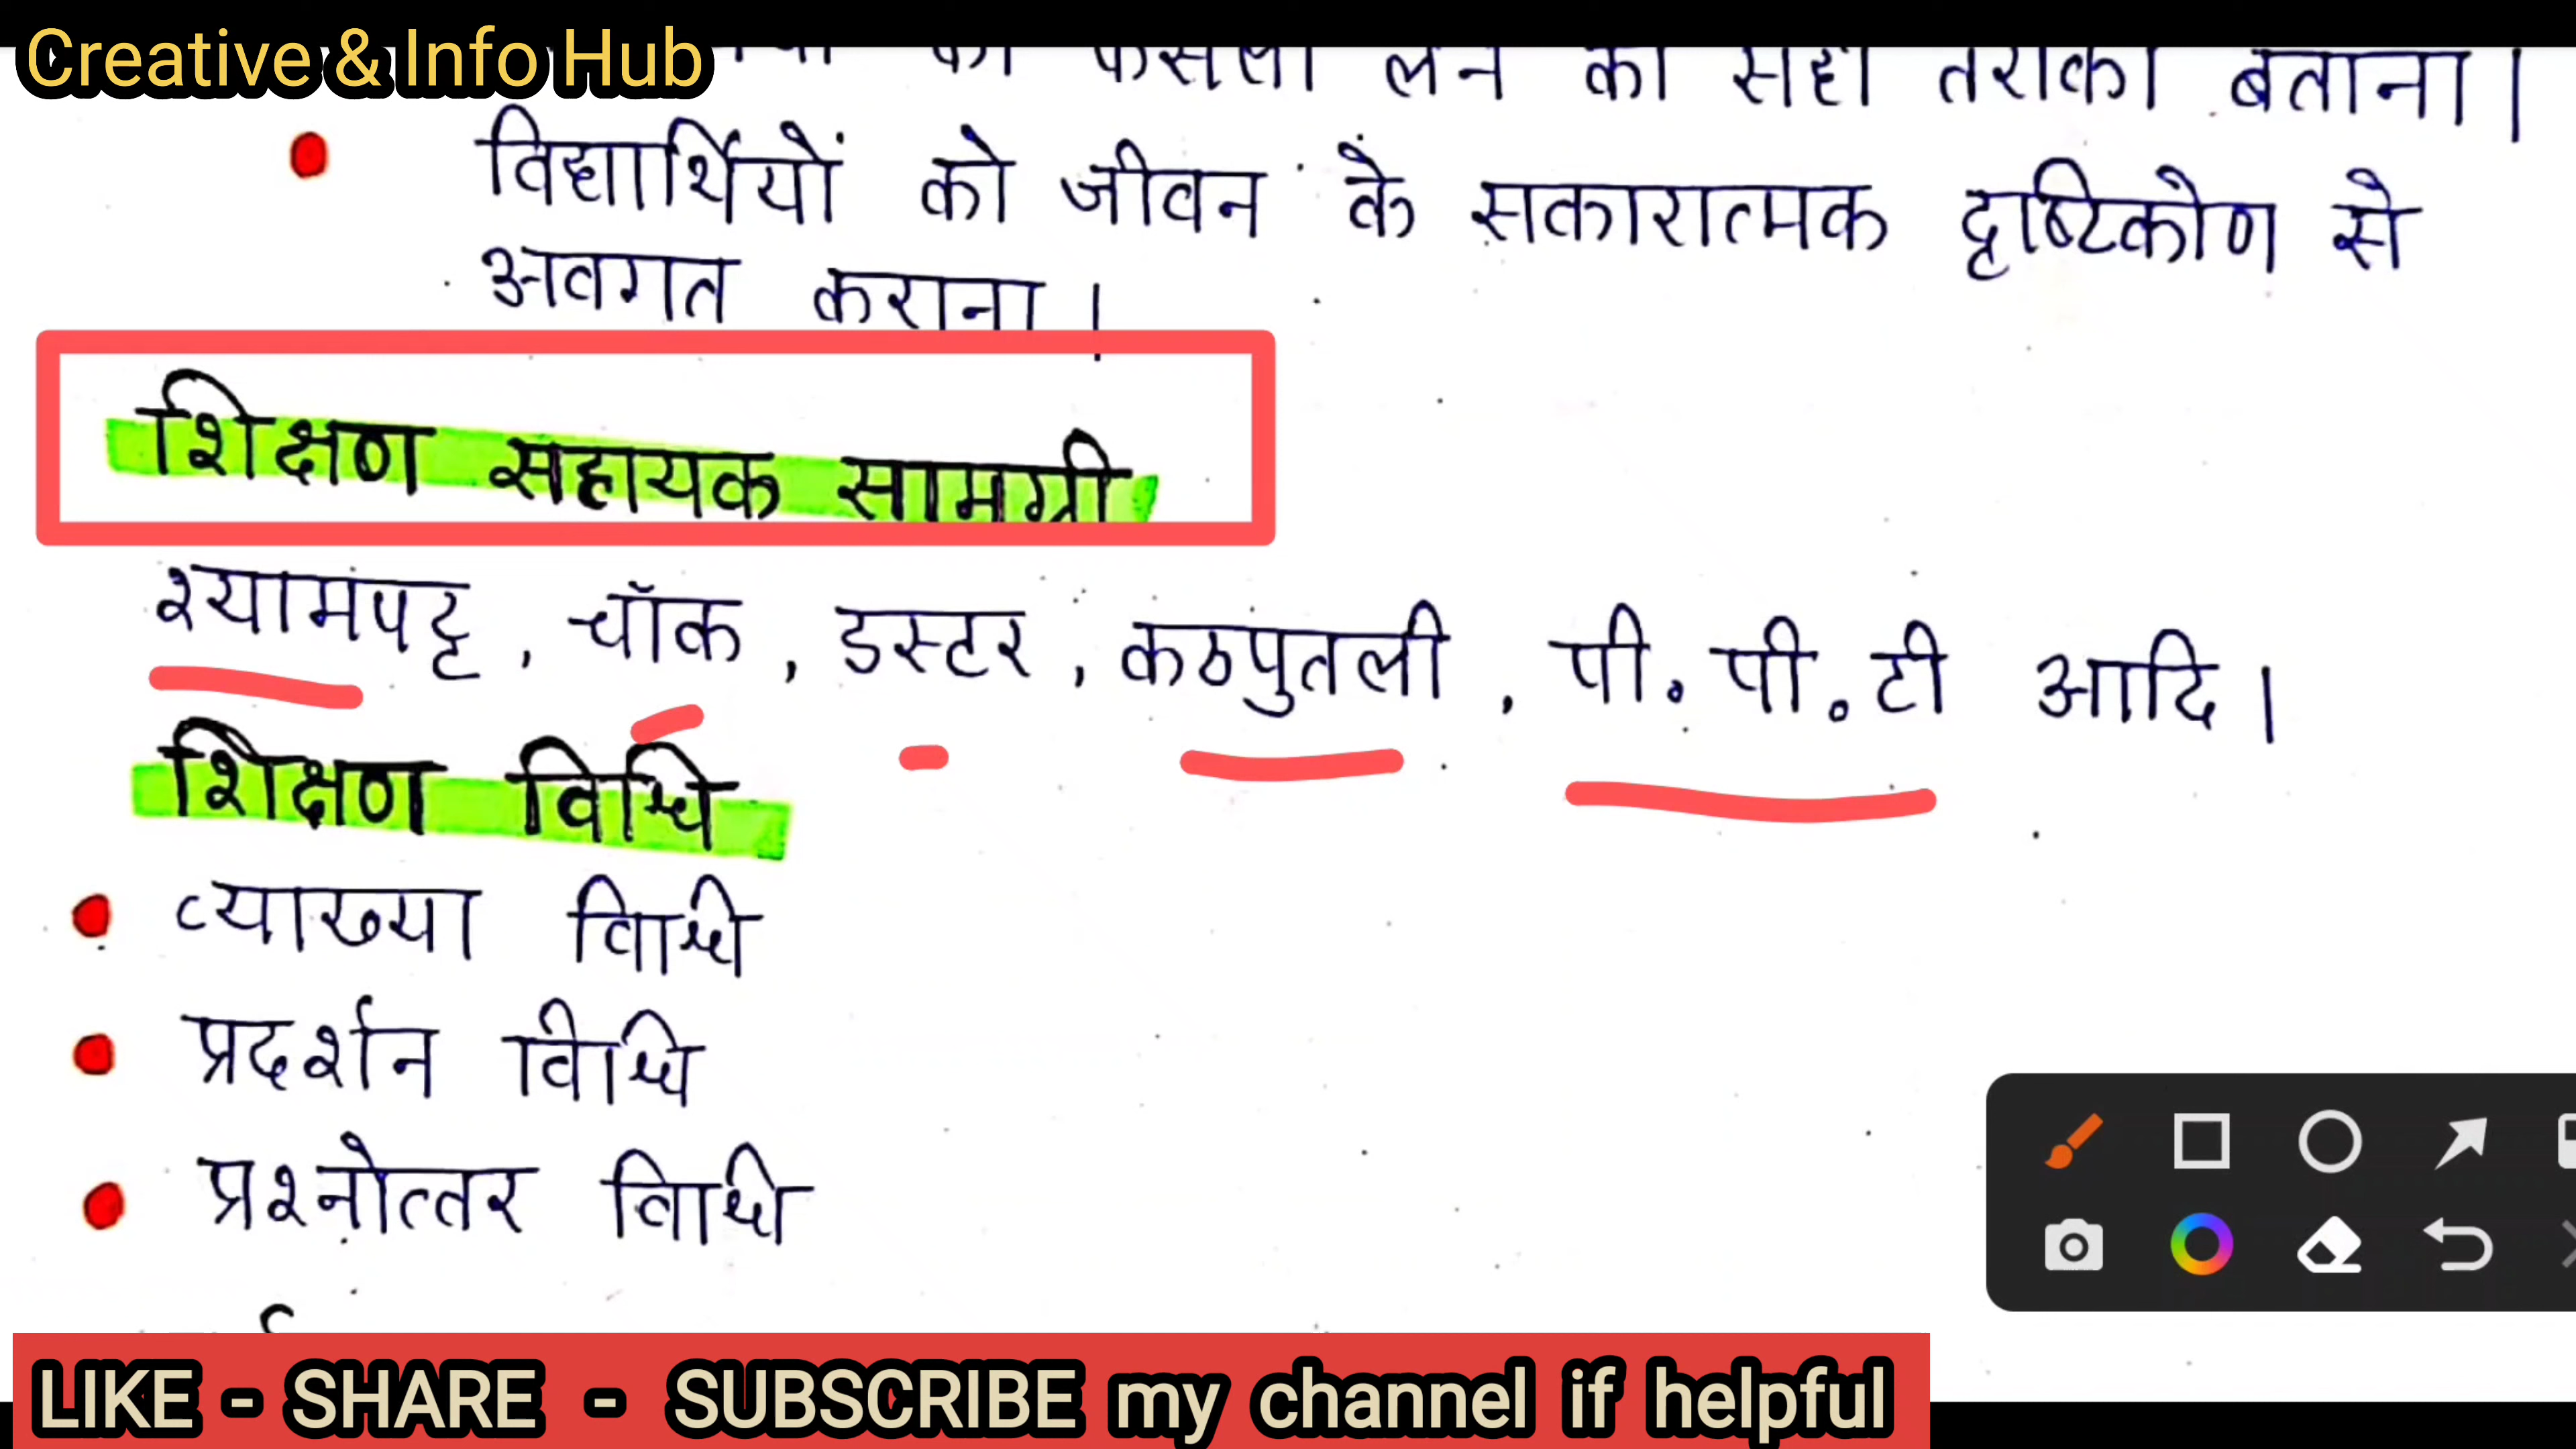 Creative & Info Hub
लेने का सही तरीका बताना।
विद्यार्थियों को जीवन के सकारात्मक दृष्टिकोण से
अवगत कराना।
शिक्षण सहायक सामग्री
श्यामपट्ट, चॉक, डस्टर, कठपुतली, पी.पी.टी आदि।
शिक्षण विधि
व्याख्या विधि
प्रदर्शन विधि
प्रश्नोत्तर विधि
LIKE - SHARE - SUBSCRIBE my channel if helpful